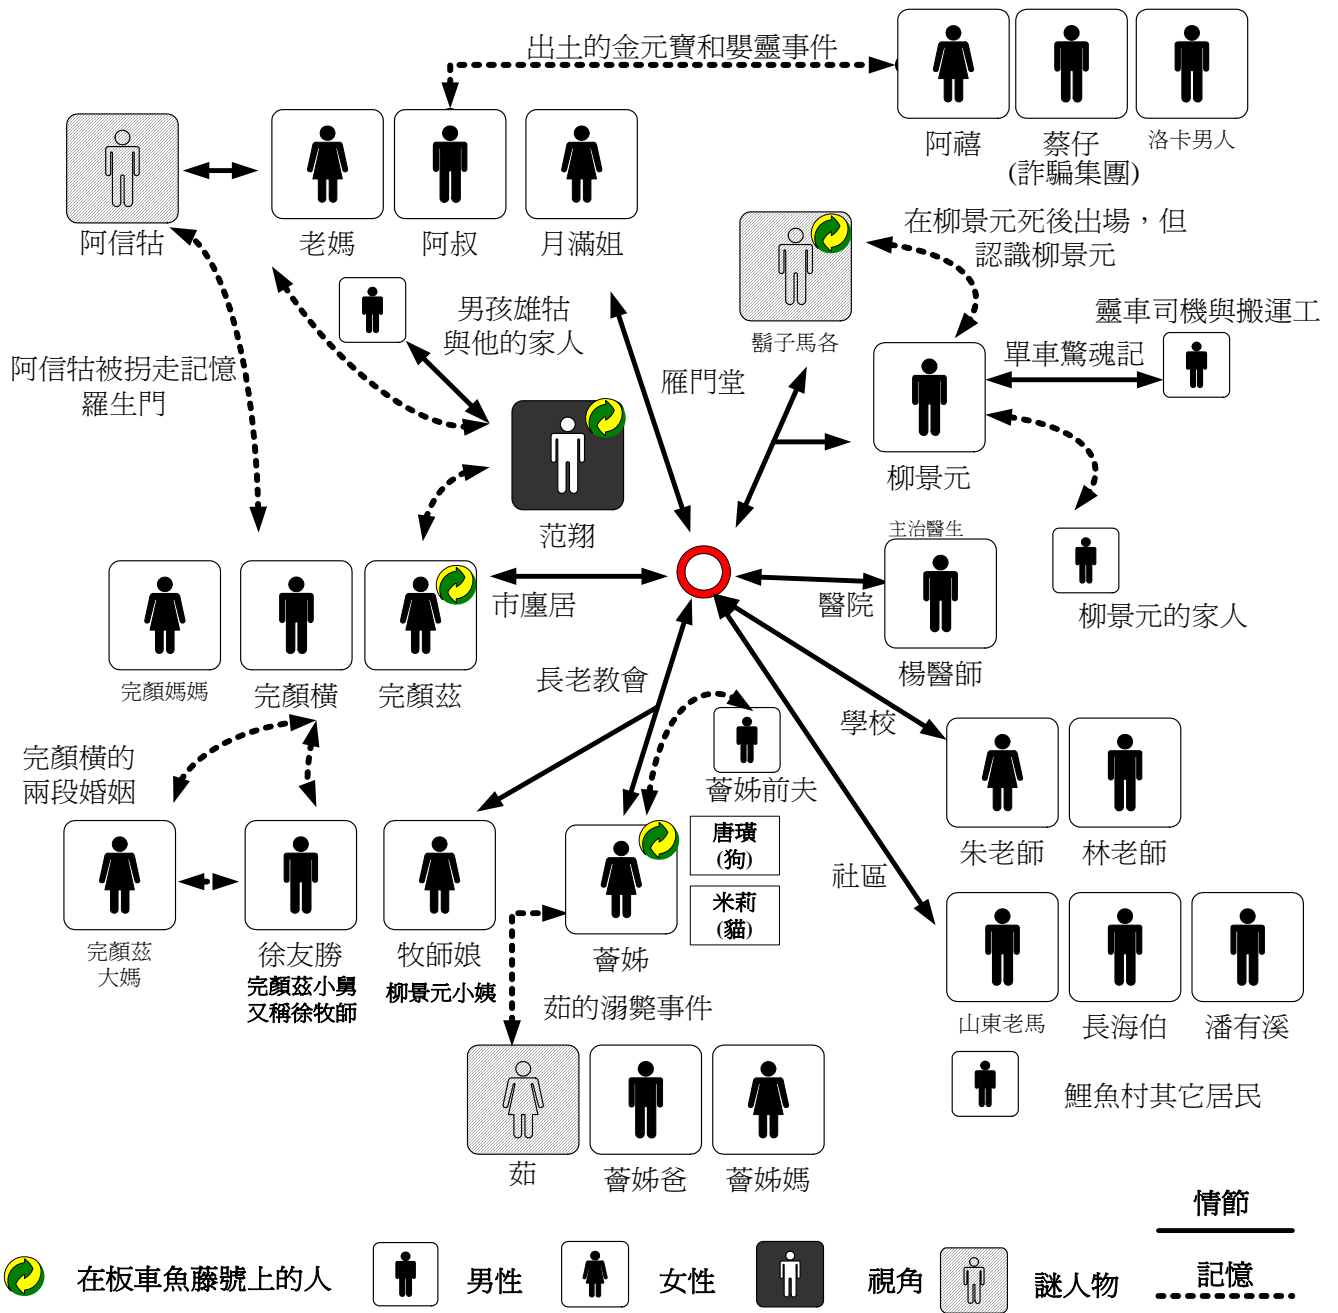 出土的金元寶和嬰靈事件
阿禧
蔡仔
(詐騙集團)
洛卡男人
阿信牯
老媽
阿叔
月滿姐
在柳景元死後出場，但
認識柳景元
鬍子馬各
靈車司機與搬運工
單車驚魂記
男孩雄牯
與他的家人
阿信牯被拐走記憶
羅生門
雁門堂
柳景元
范翔
主治醫生
市廛居
醫院
柳景元的家人
楊醫師
完顏媽媽
完顏橫
完顏茲
長老教會
學校
完顏橫的
兩段婚姻
薈姊前夫
唐璜
(狗)
朱老師
林老師
社區
米莉
(貓)
完顏茲
大媽
徐友勝
完顏茲小舅
又稱徐牧師
牧師娘
柳景元小姨
薈姊
茹的溺斃事件
山東老馬
長海伯
潘有溪
鯉魚村其它居民
茹
薈姊爸
薈姊媽
情節
在板車魚藤號上的人
男性
女性
視角
謎人物
記憶